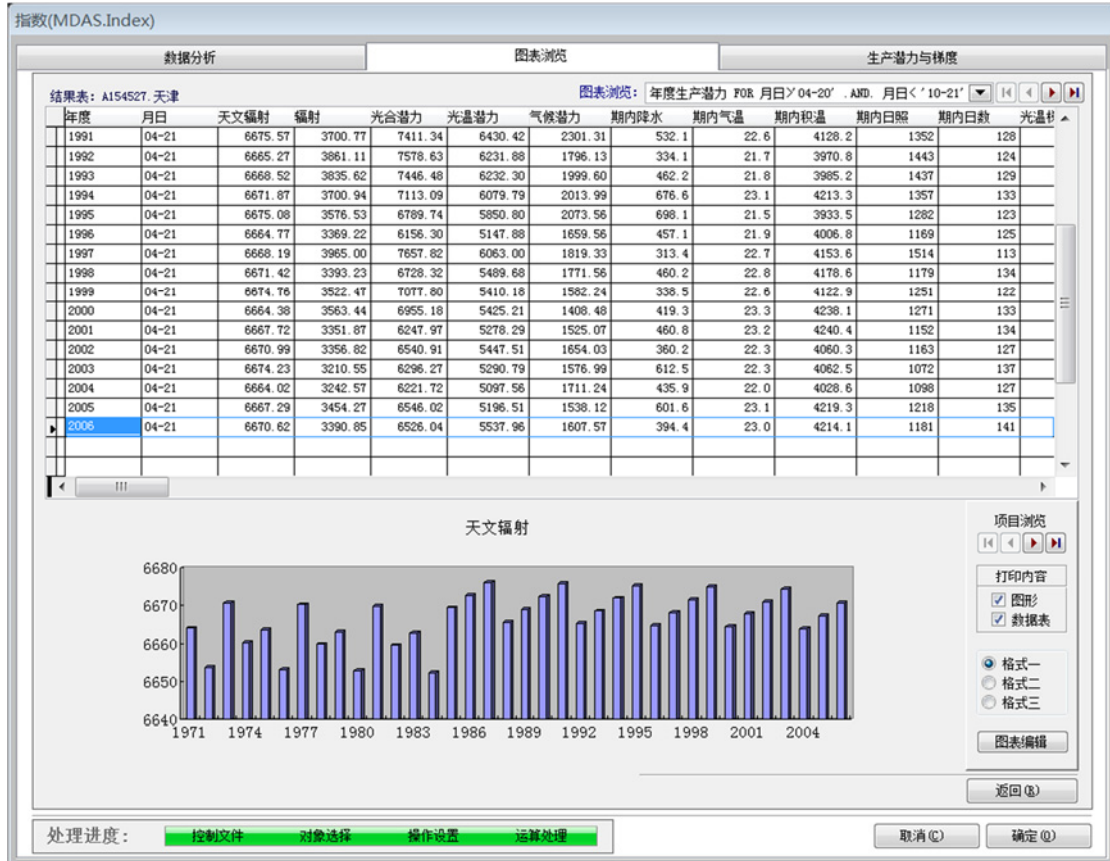 指数(MDAS.Index)
数据分析 图表浏览 生产潜力与梯度
结果表: A154527.天津 图表浏览: 年度生产潜力 FOR 月日>'04-20' .AND. 月日<'10-21'
年度 月日 天文辐射 辐射 光合潜力 光温潜力 气候潜力 期内降水 期内气温 期内积温 期内日照 期内日数
1991 04-21 6675.57 3700.77 7411.34 6430.42 2301.31 532.1 22.6 4128.2 1352 128
1992 04-21 6665.27 3861.11 7578.63 6231.88 1796.13 334.1 21.7 3970.8 1443 124
1993 04-21 6668.52 3835.62 7446.48 6232.30 1999.60 462.2 21.8 3985.2 1437 129
1994 04-21 6671.87 3700.94 7113.09 6079.79 2013.99 676.6 23.1 4213.3 1357 133
1995 04-21 6675.08 3576.53 6789.74 5850.80 2073.56 698.1 21.5 3933.5 1282 123
1996 04-21 6664.77 3369.22 6156.30 5147.88 1659.56 457.1 21.9 4006.8 1169 125
1997 04-21 6668.19 3965.00 7657.82 6063.00 1819.33 313.4 22.7 4153.6 1514 113
1998 04-21 6671.42 3393.23 6728.32 5489.68 1771.56 460.2 22.8 4178.6 1179 134
1999 04-21 6674.76 3522.47 7077.80 5410.18 1582.24 338.5 22.6 4122.9 1251 122
2000 04-21 6664.38 3563.44 6955.18 5425.21 1408.48 419.3 23.3 4238.1 1271 133
2001 04-21 6667.72 3351.87 6247.97 5278.29 1525.07 460.8 23.2 4240.4 1152 134
2002 04-21 6670.99 3356.82 6540.91 5447.51 1654.03 360.2 22.3 4060.3 1163 127
2003 04-21 6674.23 3210.55 6296.27 5290.79 1576.99 612.5 22.3 4062.5 1072 137
2004 04-21 6664.02 3242.57 6221.72 5097.56 1711.24 435.9 22.0 4028.6 1098 127
2005 04-21 6667.29 3454.27 6546.02 5196.51 1538.12 601.6 23.1 4219.3 1218 135
2006 04-21 6670.62 3390.85 6526.04 5537.96 1607.57 394.4 23.0 4214.1 1181 141
天文辐射
6680
6670
6660
6650
6640
1971 1974 1977 1980 1983 1986 1989 1992 1995 1998 2001 2004
项目浏览
打印内容
图形
数据表
格式一
格式二
格式三
图表编辑
返回(R)
处理进度: 控制文件 对象选择 操作设置 运算处理 取消(C) 确定(O)